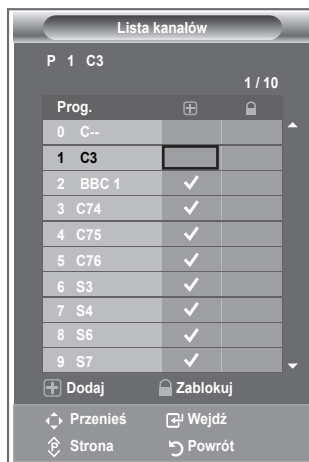 Lista kanałów
P 1 C3
1 / 10
Prog.
0 C--
1 C3
2 BBC 1
3 C74
4 C75
5 C76
6 S3
7 S4
8 S6
9 S7
Dodaj Zablokuj
Przenieś Wejdź
Strona Powrót